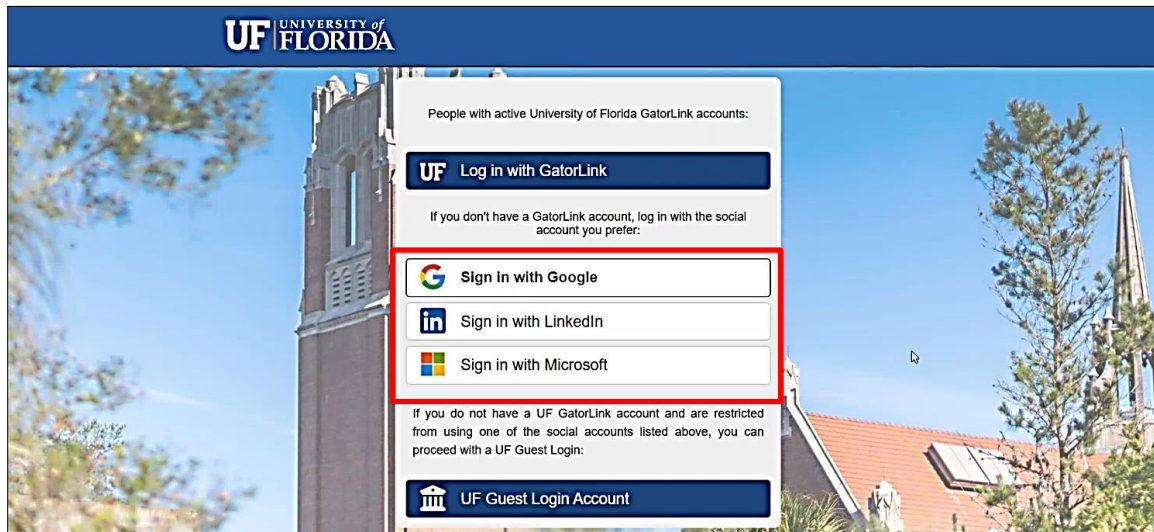 UF UNIVERSITY of
FLORIDA
People with active University of Florida GatorLink accounts:
UF Log in with GatorLink
If you don't have a GatorLink account, log in with the social
account you prefer:
G Sign in with Google
in Sign in with LinkedIn
Sign in with Microsoft
If you do not have a UF GatorLink account and are restricted
from using one of the social accounts listed above, you can
proceed with a UF Guest Login:
UF Guest Login Account